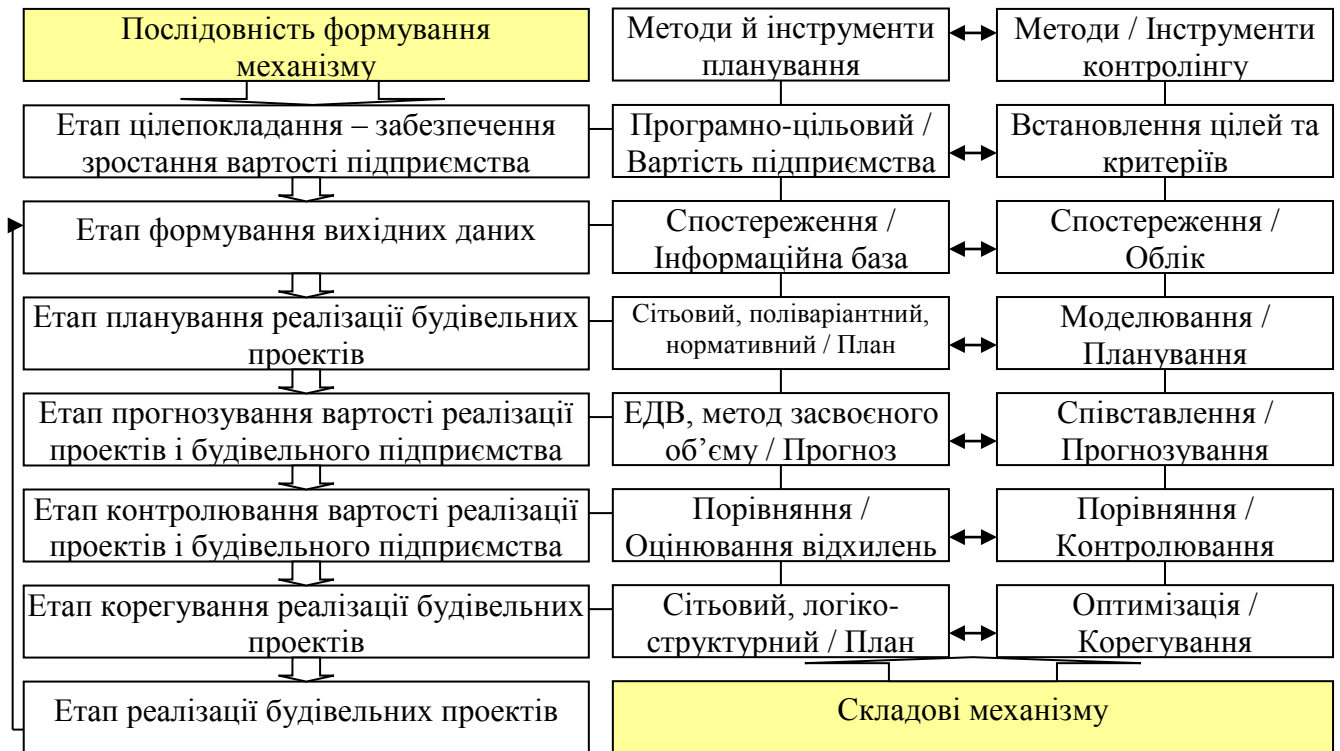 Послідовність формування
механізму
Методи й інструменти
планування
Методи / Інструменти
контролінгу
Етап цілепокладання – забезпечення
зростання вартості підприємства
Програмно-цільовий /
Вартість підприємства
Встановлення цілей та
критеріїв
Етап формування вихідних даних
Спостереження /
Інформаційна база
Спостереження /
Облік
Етап планування реалізації будівельних
проектів
Сітьовий, поліваріантний,
нормативний / План
Моделювання /
Планування
Етап прогнозування вартості реалізації
проектів і будівельного підприємства
ЕДВ, метод засвоєного
об’єму / Прогноз
Співставлення /
Прогнозування
Етап контролювання вартості реалізації
проектів і будівельного підприємства
Порівняння /
Оцінювання відхилень
Порівняння /
Контролювання
Етап корегування реалізації будівельних
проектів
Сітьовий, логіко-
структурний / План
Оптимізація /
Корегування
Етап реалізації будівельних проектів
Складові механізму